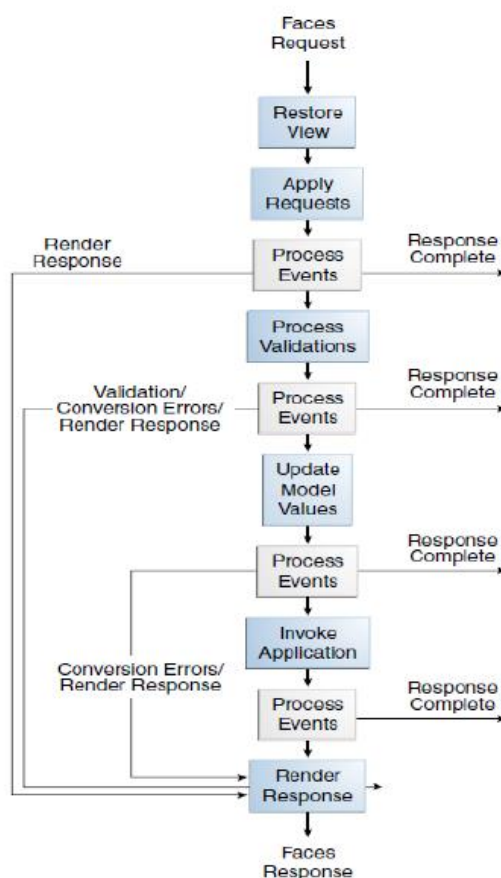 Faces
Request
Restore
View
Apply
Requests
Render
Response
Process
Events
Response
Complete
Process
Validations
Validation/
Conversion Errors/
Render Response
Process
Events
Response
Complete
Update
Model
Values
Process
Events
Response
Complete
Invoke
Application
Conversion Errors/
Render Response
Process
Events
Response
Complete
Render
Response
Faces
Response